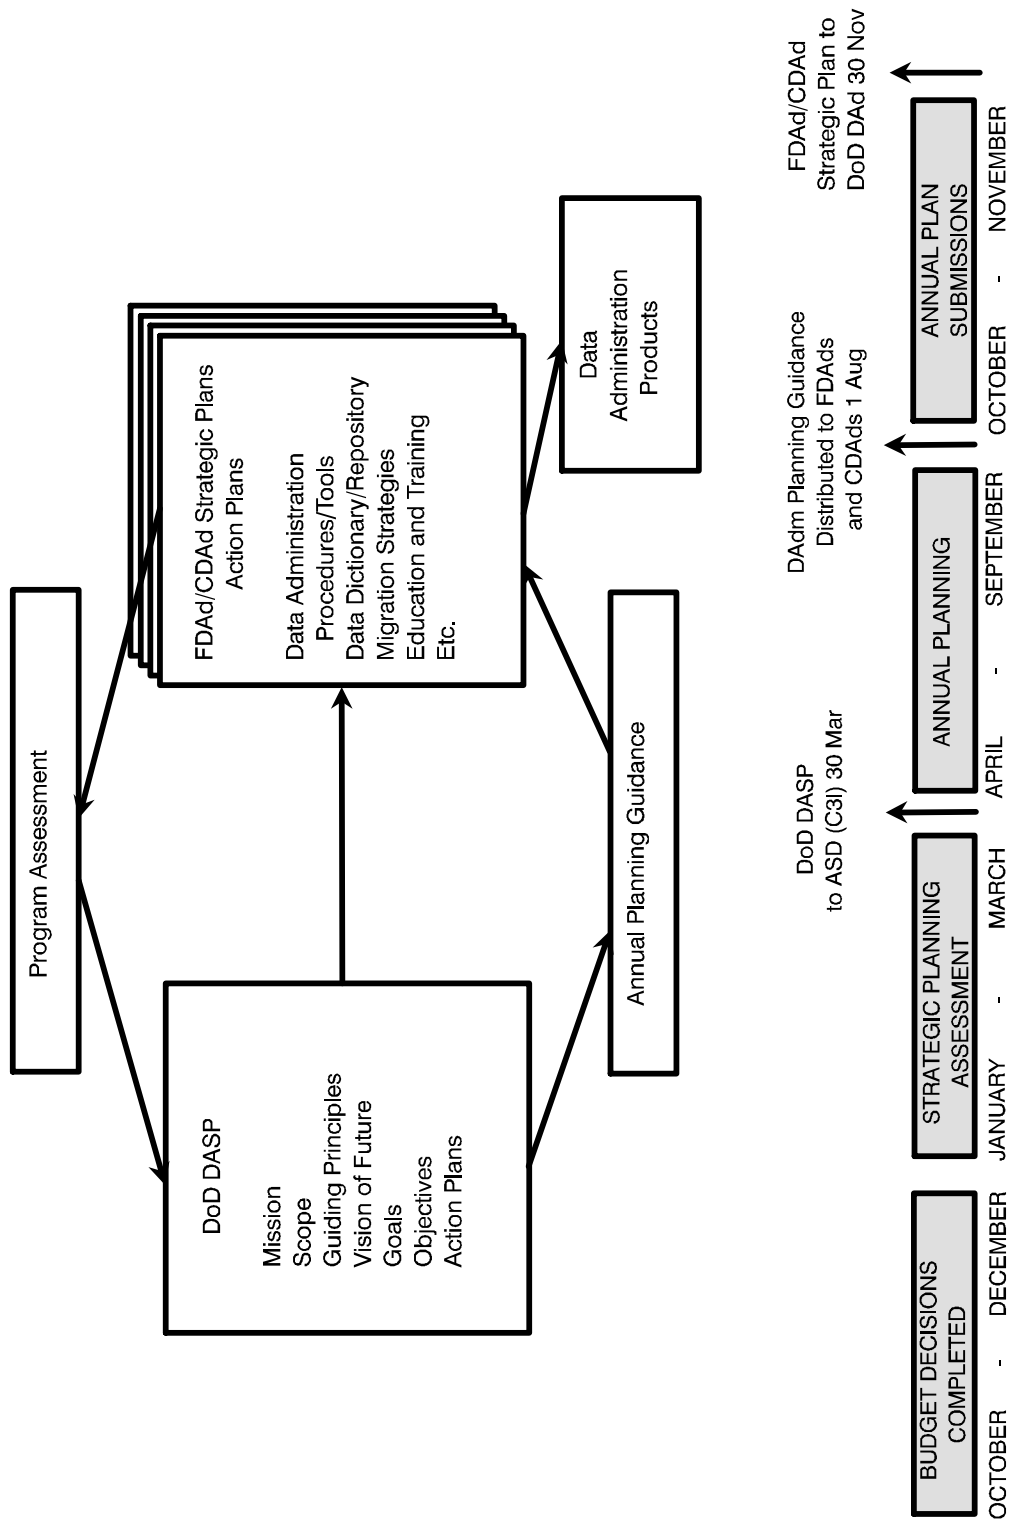 Program Assessment
DoD DASP
Mission
Scope
Guiding Principles
Vision of Future
Goals
Objectives
Action Plans
FDAd/CDAd Strategic Plans
Action Plans
Data Administration
Procedures/Tools
Data Dictionary/Repository
Migration Strategies
Education and Training
Etc.
Annual Planning Guidance
Data
Administration
Products
DoD DASP
to ASD (C3I) 30 Mar
DAdm Planning Guidance
Distributed to FDAds
and CDAds 1 Aug
FDAd/CDAd
Strategic Plan to
DoD DAd 30 Nov
BUDGET DECISIONS
COMPLETED
STRATEGIC PLANNING
ASSESSMENT
ANNUAL PLANNING
ANNUAL PLAN
SUBMISSIONS
OCTOBER - DECEMBER
JANUARY - MARCH
APRIL - SEPTEMBER
OCTOBER - NOVEMBER